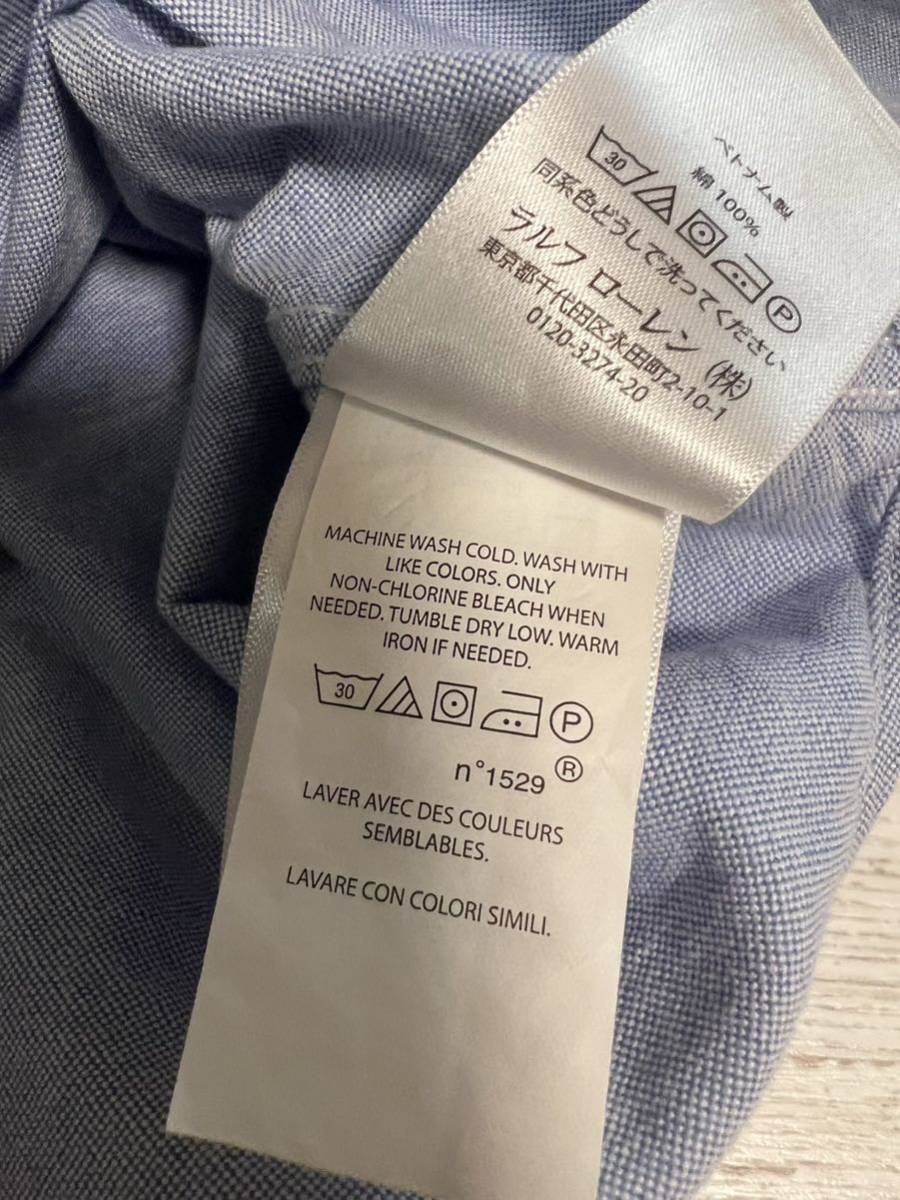 ベトナム製
綿 100%
30 P
同系色どうしで洗ってください
ラルフ ローレン (株)
東京都千代田区永田町2-10-1
0120-3274-20
MACHINE WASH COLD. WASH WITH
LIKE COLORS. ONLY
NON-CHLORINE BLEACH WHEN
NEEDED. TUMBLE DRY LOW. WARM
IRON IF NEEDED.
30 P
n°1529 ®
LAVER AVEC DES COULEURS
SEMBLABLES.
LAVARE CON COLORI SIMILI.